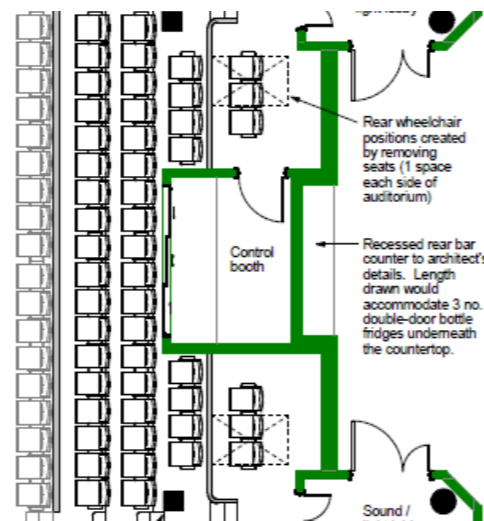 Rear wheelchair
positions created
by removing
seats (1 space
each side of
auditorium)
Control
booth
Recessed rear bar
counter to architect's
details. Length
drawn would
accommodate 3 no.
double-door bottle
fridges underneath
the countertop.
Sound /